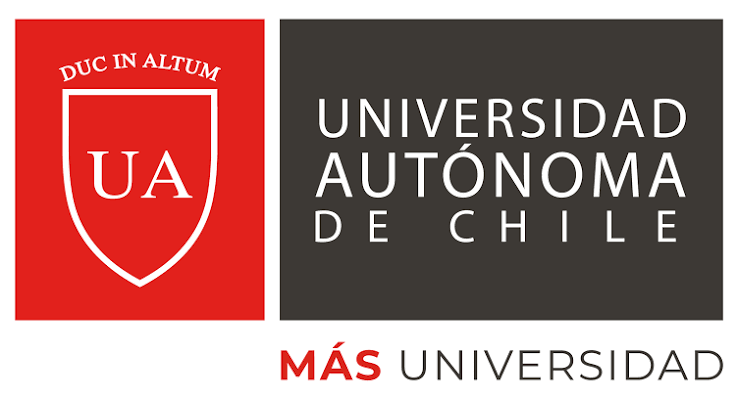 DUC IN ALTUM
UA
UNIVERSIDAD
AUTÓNOMA
DE CHILE
MÁS UNIVERSIDAD